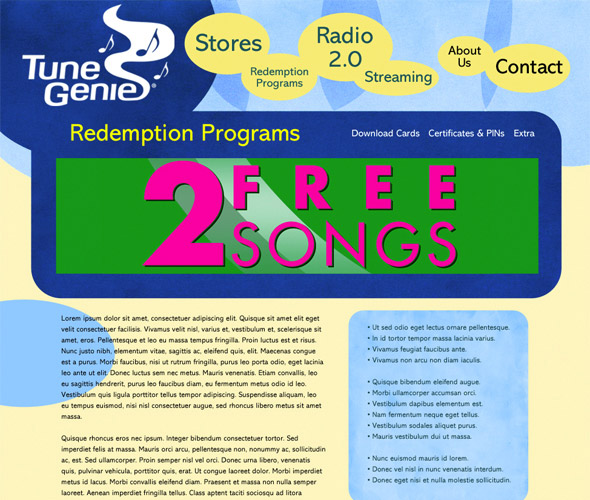 Tune
Genie®
Stores
Redemption
Programs
Radio
2.0
Streaming
About
Us
Contact
Redemption Programs
Download Cards Certificates & PINs Extra
2 FREE
SONGS
Lorem ipsum dolor sit amet, consectetuer adipiscing elit. Quisque sit amet elit eget
velit consectetuer facilisis. Vivamus velit nisl, varius et, vestibulum et, scelerisque sit
amet, eros. Pellentesque et leo eu massa tempus fringilla. Proin luctus est et risus.
Nunc justo nibh, elementum vitae, sagittis ac, eleifend quis, elit. Maecenas congue
est a purus. Morbi faucibus, nisi ut rutrum fringilla, purus leo porta odio, eget lacinia
leo ante ut elit. Donec luctus sem nec metus. Mauris venenatis. Etiam convallis, leo
eu sagittis hendrerit, purus leo faucibus diam, eu fermentum metus odio id leo.
Vestibulum quis ligula porttitor tellus tempor adipiscing. Suspendisse aliquam, leo
eu tempus euismod, nisi nisl consectetuer augue, sed rhoncus libero metus sit amet
massa.
Quisque rhoncus eros nec ipsum. Integer bibendum consectetuer tortor. Sed
imperdiet felis at massa. Mauris orci arcu, pellentesque non, nonummy ac, sollicitudin
ac, est. Sed ullamcorper. Proin semper nisl vel orci. Donec urna libero, venenatis
quis, pulvinar vehicula, porttitor quis, erat. Ut congue laoreet dolor. Morbi imperdiet
metus id lacus. Morbi convallis eleifend diam. Praesent et massa non nulla semper
laoreet. Aenean imperdiet fringilla tellus. Class aptent taciti sociosqu ad litora
• Ut sed odio eget lectus ornare pellentesque.
• In id tortor tempor massa lacinia varius.
• Vivamus feugiat faucibus ante.
• Vivamus non arcu non diam iaculis.
• Quisque bibendum eleifend augue.
• Morbi ullamcorper accumsan orci.
• Vestibulum dapibus elementum est.
• Nam fermentum neque eget tellus.
• Vestibulum sodales aliquet purus.
• Mauris vestibulum dui ut massa.
• Nunc euismod mauris id lorem.
• Donec vel nisl in nunc venenatis interdum.
• Donec eget nisi et nulla molestie sollicitudin.